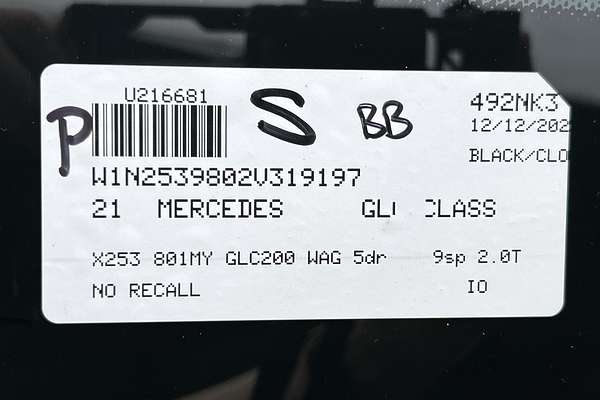 U216681
P
S
BB
492NK3
12/12/202
BLACK/CLO
W1N2539802V319197
21 MERCEDES GL CLASS
X253 801MY GLC200 WAG 5dr 9sp 2.0T
NO RECALL IO